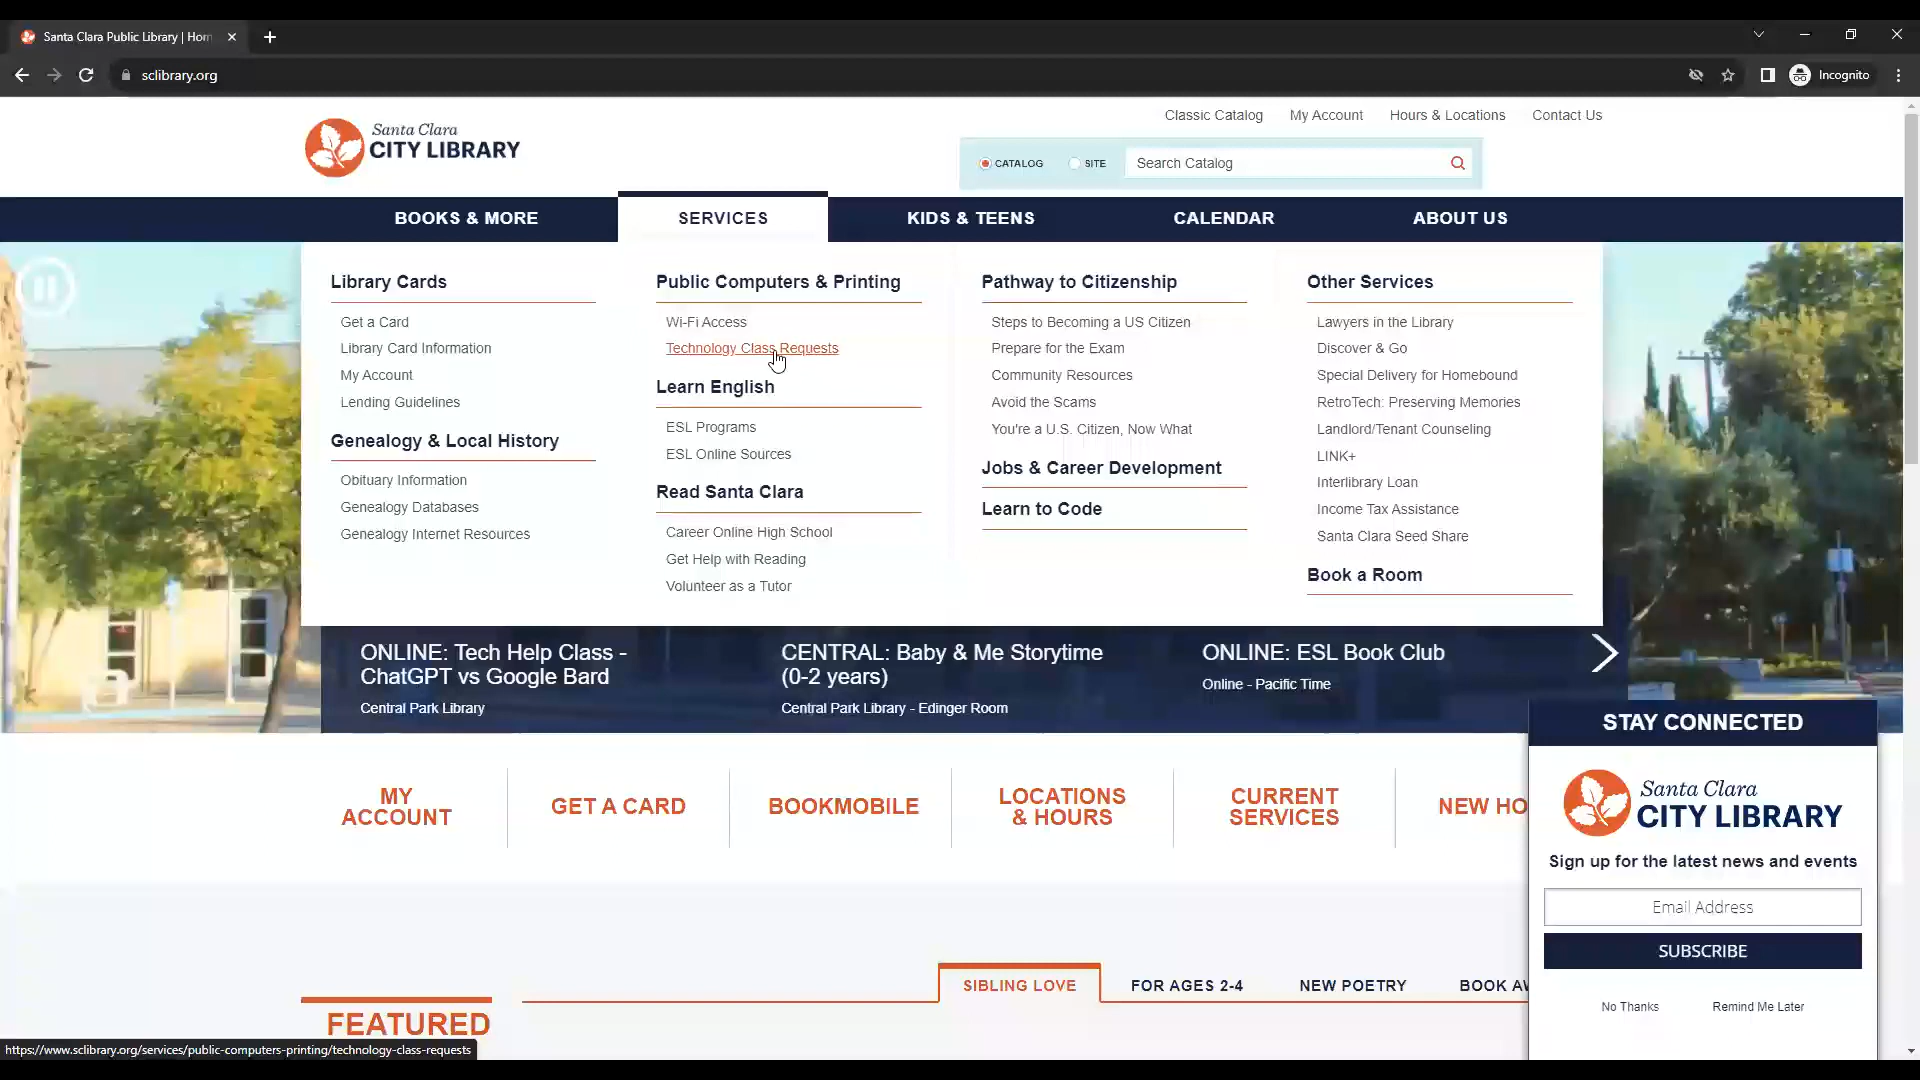 Santa Clara Public Library | Hom
sclibrary.org
Incognito
Classic Catalog
My Account
Hours & Locations
Contact Us
Santa Clara
CITY LIBRARY
CATALOG
SITE
Search Catalog
BOOKS & MORE
SERVICES
KIDS & TEENS
CALENDAR
ABOUT US
Library Cards
Get a Card
Library Card Information
My Account
Lending Guidelines
Genealogy & Local History
Obituary Information
Genealogy Databases
Genealogy Internet Resources
Public Computers & Printing
Wi-Fi Access
Technology Class Requests
Learn English
ESL Programs
ESL Online Sources
Read Santa Clara
Career Online High School
Get Help with Reading
Volunteer as a Tutor
Pathway to Citizenship
Steps to Becoming a US Citizen
Prepare for the Exam
Community Resources
Avoid the Scams
You're a U.S. Citizen, Now What
Jobs & Career Development
Learn to Code
Other Services
Lawyers in the Library
Discover & Go
Special Delivery for Homebound
RetroTech: Preserving Memories
Landlord/Tenant Counseling
LINK+
Interlibrary Loan
Income Tax Assistance
Santa Clara Seed Share
Book a Room
ONLINE: Tech Help Class -
ChatGPT vs Google Bard
Central Park Library
CENTRAL: Baby & Me Storytime
(0-2 years)
Central Park Library - Edinger Room
ONLINE: ESL Book Club
Online - Pacific Time
MY
ACCOUNT
GET A CARD
BOOKMOBILE
LOCATIONS
& HOURS
CURRENT
SERVICES
NEW HO
STAY CONNECTED
Santa Clara
CITY LIBRARY
Sign up for the latest news and events
Email Address
SUBSCRIBE
No Thanks
Remind Me Later
SIBLING LOVE
FOR AGES 2-4
NEW POETRY
BOOK AW
FEATURED
https://www.sclibrary.org/services/public-computers-printing/technology-class-requests